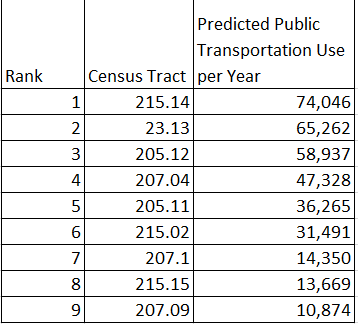 Rank Census Tract Predicted Public
Transportation Use
per Year
1 215.14 74,046
2 23.13 65,262
3 205.12 58,937
4 207.04 47,328
5 205.11 36,265
6 215.02 31,491
7 207.1 14,350
8 215.15 13,669
9 207.09 10,874